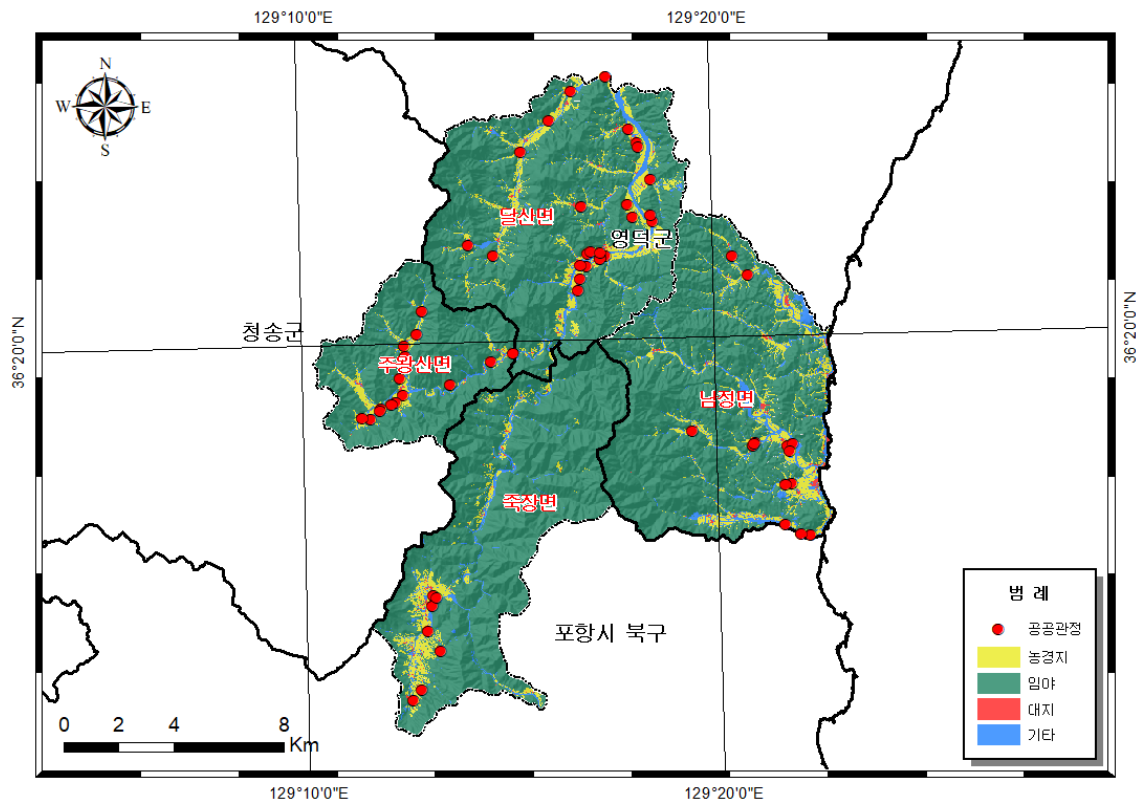 129°10'0"E
129°20'0"E
N
W
E
S
달산면
영덕군
36°20'0"N
36°20'0"N
청송군
주왕산면
남정면
죽장면
포항시 북구
범 례
공공관정
농경지
임야
대지
기타
0 2 4 8
Km
129°10'0"E
129°20'0"E